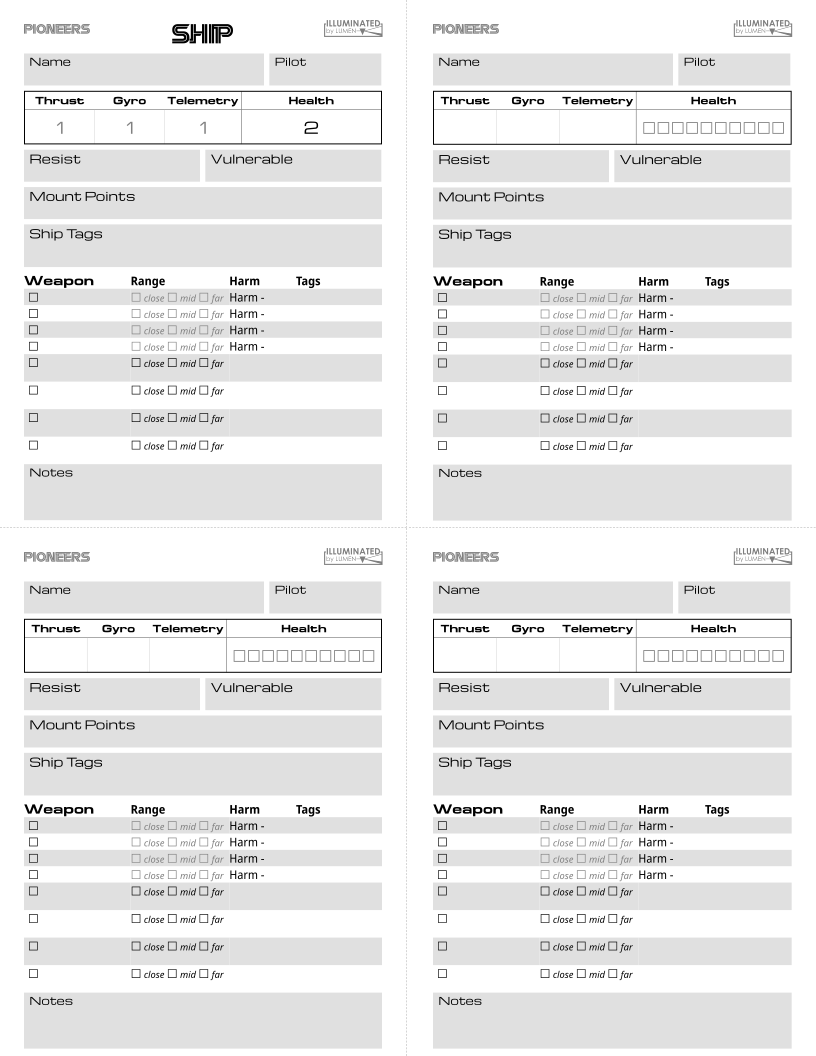 PIONEERS SHIP ILLUMINATED by LUMEN
Name Pilot
Thrust Gyro Telemetry Health
1 1 1 2
Resist Vulnerable
Mount Points
Ship Tags
Weapon Range Harm Tags
☐ ☐ close ☐ mid ☐ far Harm -
☐ ☐ close ☐ mid ☐ far Harm -
☐ ☐ close ☐ mid ☐ far Harm -
☐ ☐ close ☐ mid ☐ far Harm -
☐ ☐ close ☐ mid ☐ far
☐ ☐ close ☐ mid ☐ far
☐ ☐ close ☐ mid ☐ far
☐ ☐ close ☐ mid ☐ far
Notes
PIONEERS ILLUMINATED by LUMEN
Name Pilot
Thrust Gyro Telemetry Health
☐☐☐☐☐☐☐☐☐☐
Resist Vulnerable
Mount Points
Ship Tags
Weapon Range Harm Tags
☐ ☐ close ☐ mid ☐ far Harm -
☐ ☐ close ☐ mid ☐ far Harm -
☐ ☐ close ☐ mid ☐ far Harm -
☐ ☐ close ☐ mid ☐ far Harm -
☐ ☐ close ☐ mid ☐ far
☐ ☐ close ☐ mid ☐ far
☐ ☐ close ☐ mid ☐ far
☐ ☐ close ☐ mid ☐ far
Notes
PIONEERS ILLUMINATED by LUMEN
Name Pilot
Thrust Gyro Telemetry Health
☐☐☐☐☐☐☐☐☐☐
Resist Vulnerable
Mount Points
Ship Tags
Weapon Range Harm Tags
☐ ☐ close ☐ mid ☐ far Harm -
☐ ☐ close ☐ mid ☐ far Harm -
☐ ☐ close ☐ mid ☐ far Harm -
☐ ☐ close ☐ mid ☐ far Harm -
☐ ☐ close ☐ mid ☐ far
☐ ☐ close ☐ mid ☐ far
☐ ☐ close ☐ mid ☐ far
☐ ☐ close ☐ mid ☐ far
Notes
PIONEERS ILLUMINATED by LUMEN
Name Pilot
Thrust Gyro Telemetry Health
☐☐☐☐☐☐☐☐☐☐
Resist Vulnerable
Mount Points
Ship Tags
Weapon Range Harm Tags
☐ ☐ close ☐ mid ☐ far Harm -
☐ ☐ close ☐ mid ☐ far Harm -
☐ ☐ close ☐ mid ☐ far Harm -
☐ ☐ close ☐ mid ☐ far Harm -
☐ ☐ close ☐ mid ☐ far
☐ ☐ close ☐ mid ☐ far
☐ ☐ close ☐ mid ☐ far
☐ ☐ close ☐ mid ☐ far
Notes